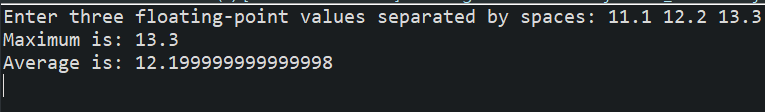 Enter three floating-point values separated by spaces: 11.1 12.2 13.3
Maximum is: 13.3
Average is: 12.199999999999998